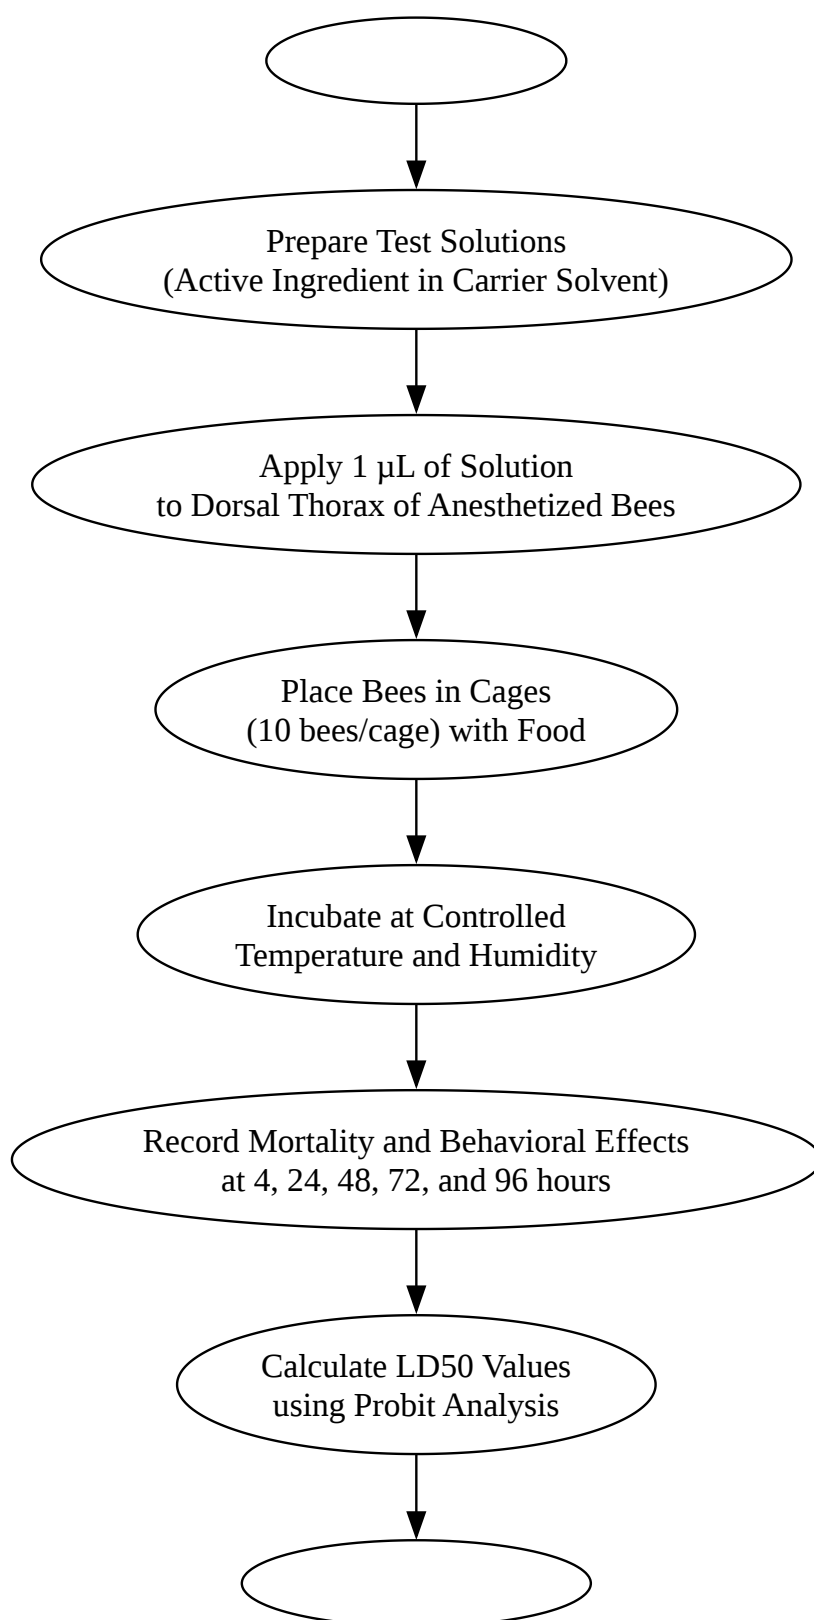 Prepare Test Solutions
(Active Ingredient in Carrier Solvent)
Apply 1 µL of Solution
to Dorsal Thorax of Anesthetized Bees
Place Bees in Cages
(10 bees/cage) with Food
Incubate at Controlled
Temperature and Humidity
Record Mortality and Behavioral Effects
at 4, 24, 48, 72, and 96 hours
Calculate LD50 Values
using Probit Analysis